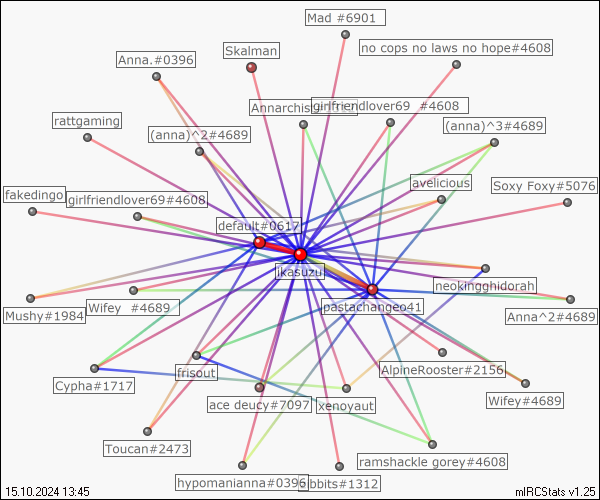 Mad #6901
no cops no laws no hope#4608
Skalman
Anna.#0396
girlfriendlover69 #4608
rattgaming
(anna)^2#4689
(anna)^3#4689
avelicious
Soxy Foxy#5076
fakedingo
girlfriendlover69#4608
default#0617
ikasuzu
neokingghidorah
pastachangeo41
Mushy#1984
Wifey #4689
Anna^2#4689
frisout
AlpineRooster#2156
Cypha#1717
Wifey#4689
ace deucy#7097
xenoyaut
Toucan#2473
ramshackle gorey#4608
hypomanianna#0396
15.10.2024 13:45
mIRCStats v1.25